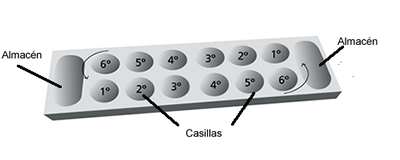 Almacén
Almacén
6º 5º 4º 3º 2º 1º
1º 2º 3º 4º 5º 6º
Casillas